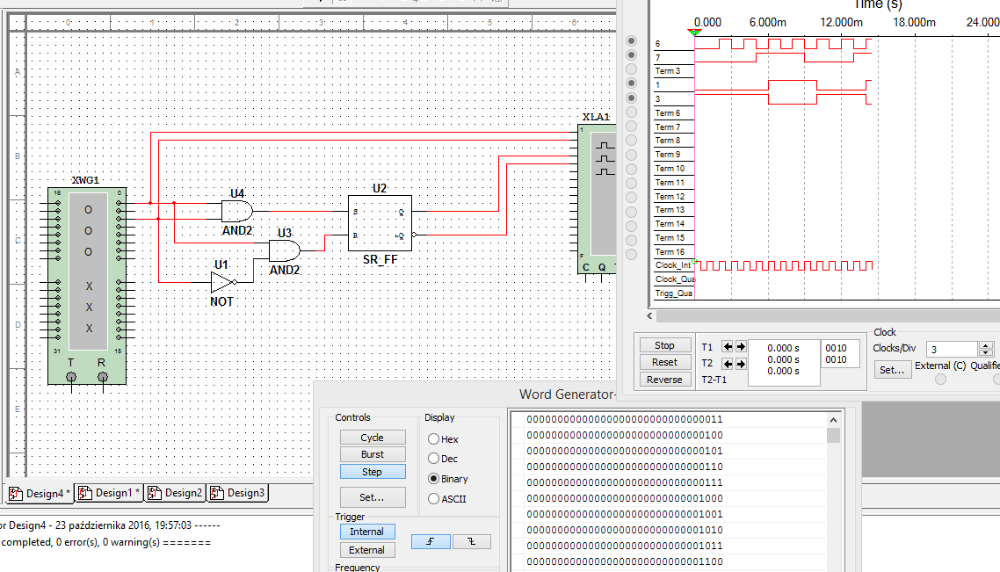 0 1 2 3 4 5 6
A
B
C
D
E
XWG1
16 0
O
O
O
X
X
X
31 15
T R
U4
AND2
U3
AND2
U1
NOT
U2
S Q
R ~Q
SR_FF
XLA1
1
F
C Q
Time (s)
0.000 6.000m 12.000m 18.000m 24.000
6
7
Term 3
1
3
Term 6
Term 7
Term 8
Term 9
Term 10
Term 11
Term 12
Term 13
Term 14
Term 15
Term 16
Clock_Int
Clock_Qua
Trigg_Qua
Stop
Reset
Reverse
T1
T2
T2-T1
0.000 s
0.000 s
0.000 s
0010
0010
Clock
Clocks/Div 3
Set... External (C) Qualifie
Word Generator-
Controls
Cycle
Burst
Step
Set...
Display
Hex
Dec
Binary
ASCII
Trigger
Internal
External
Frequency
00000000000000000000000000000011
00000000000000000000000000000100
00000000000000000000000000000101
00000000000000000000000000000110
00000000000000000000000000000111
00000000000000000000000000001000
00000000000000000000000000001001
00000000000000000000000000001010
00000000000000000000000000001011
00000000000000000000000000001100
Design4 * Design1 * Design2 Design3
or Design4 - 23 października 2016, 19:57:03 ------
completed, 0 error(s), 0 warning(s) =======